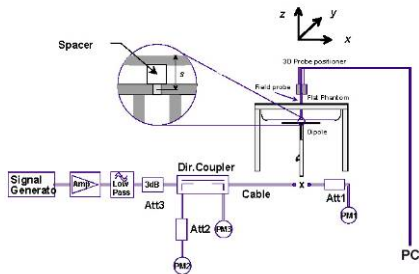 z
y
x
Spacer
s
3D Probe positioner
Field probe
Flat Phantom
Dipole
Signal
Generato
Amp
Low
Pass
3dB
Att3
Dir.Coupler
Cable
x
Att1
PM1
Att2
PM3
PM2
PC